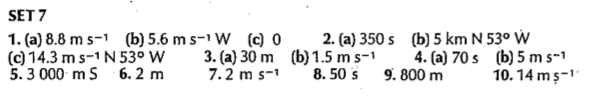 SET 7
1. (a) 8.8 m s-1 (b) 5.6 m s-1 W (c) 0 2. (a) 350 s (b) 5 km N 53º W
(c) 14.3 m s-1 N 53º W 3. (a) 30 m (b) 1.5 m s-1 4. (a) 70 s (b) 5 m s-1
5. 3 000 m S 6. 2 m 7. 2 m s-1 8. 50 s 9. 800 m 10. 14 m s-1